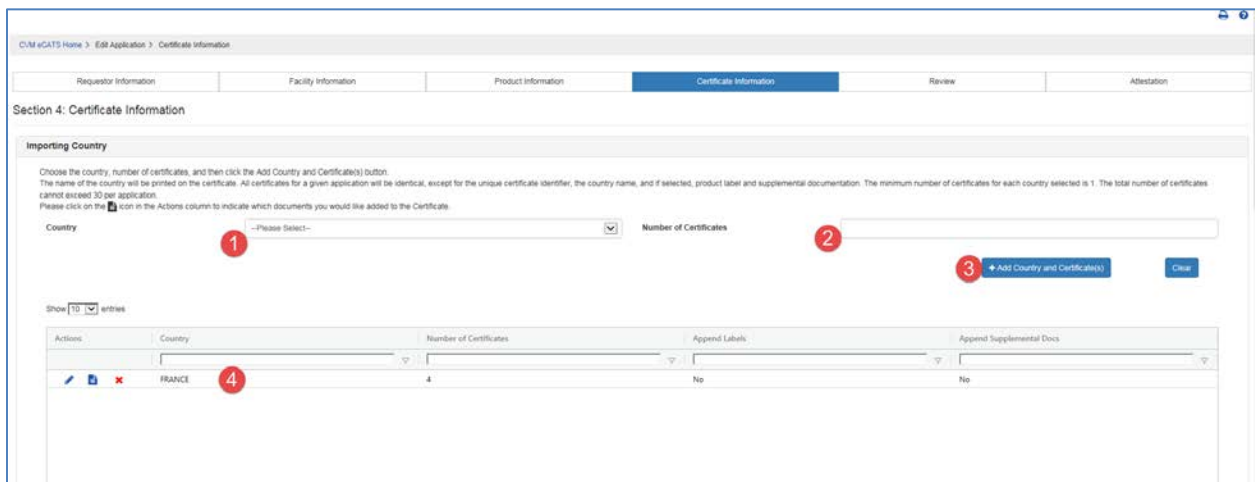 CVM eCATS Home > Edit Application > Certificate Information
Requestor Information Facility Information Product Information Certificate Information Review Attestation
Section 4: Certificate Information
Importing Country
Choose the country, number of certificates, and then click the Add Country and Certificate(s) button.
The name of the country will be printed on the certificate. All certificates for a given application will be identical, except for the unique certificate identifier, the country name, and if selected, product label and supplemental documentation. The minimum number of certificates for each country selected is 1. The total number of certificates
cannot exceed 30 per application.
Please click on the icon in the Actions column to indicate which documents you would like added to the Certificate.
Country 1 --Please Select-- Number of Certificates 2
3 + Add Country and Certificate(s) Clear
Show 10 entries
Actions Country Number of Certificates Append Labels Append Supplemental Docs
FRANCE 4 4 No No